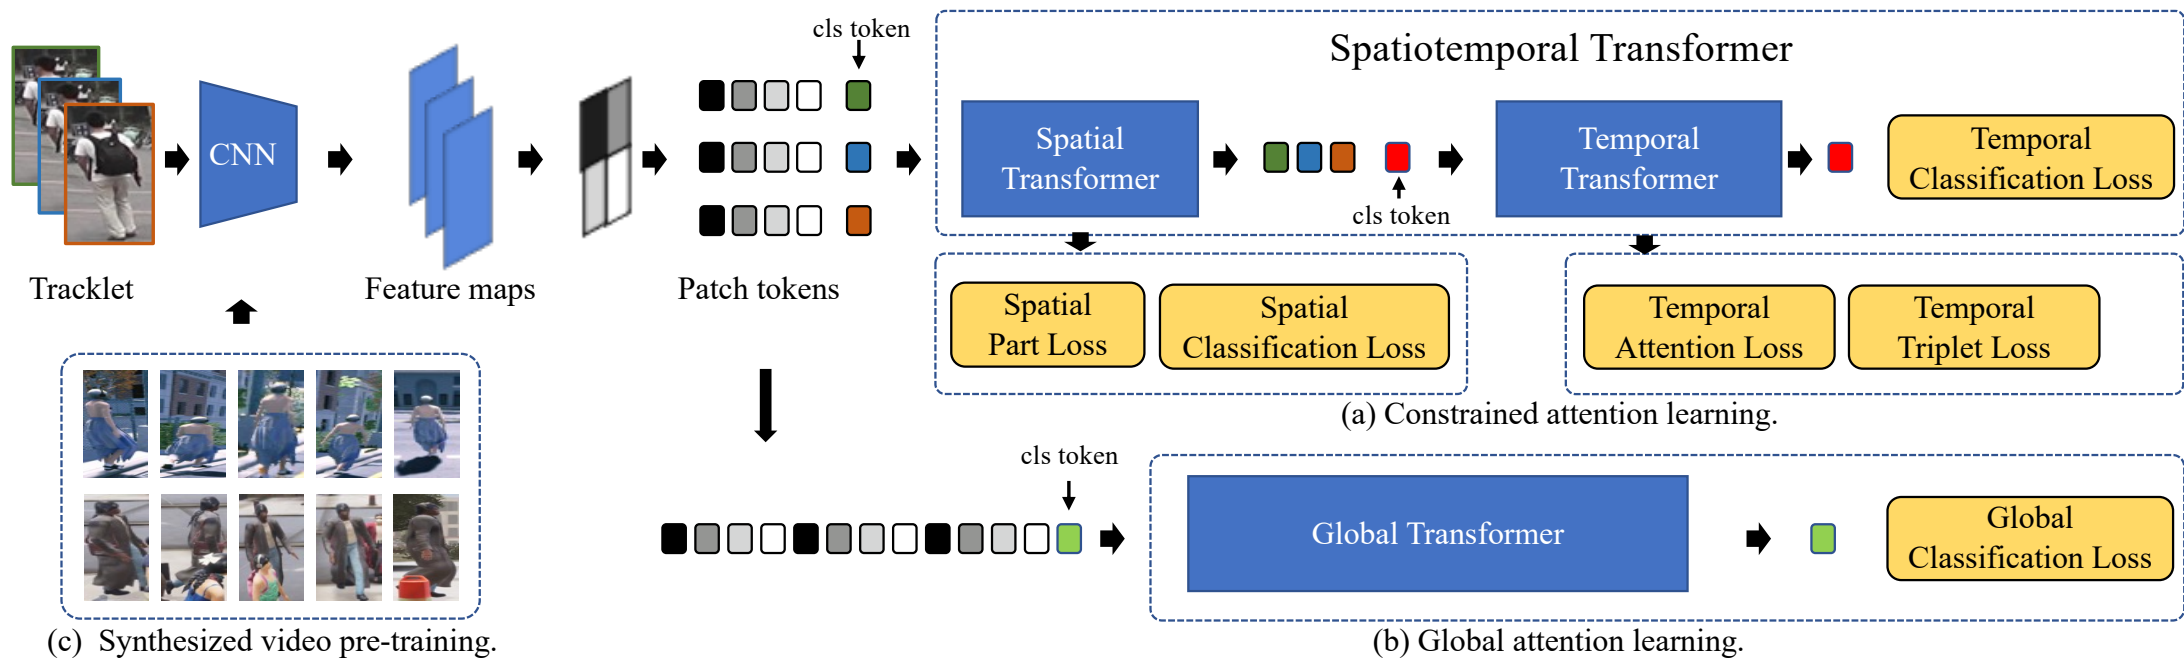 cls token
Spatiotemporal Transformer
CNN
Spatial
Transformer
Temporal
Transformer
Temporal
Classification Loss
cls token
Tracklet
Feature maps
Patch tokens
Spatial
Part Loss
Spatial
Classification Loss
Temporal
Attention Loss
Temporal
Triplet Loss
(a) Constrained attention learning.
cls token
Global Transformer
Global
Classification Loss
(c) Synthesized video pre-training.
(b) Global attention learning.